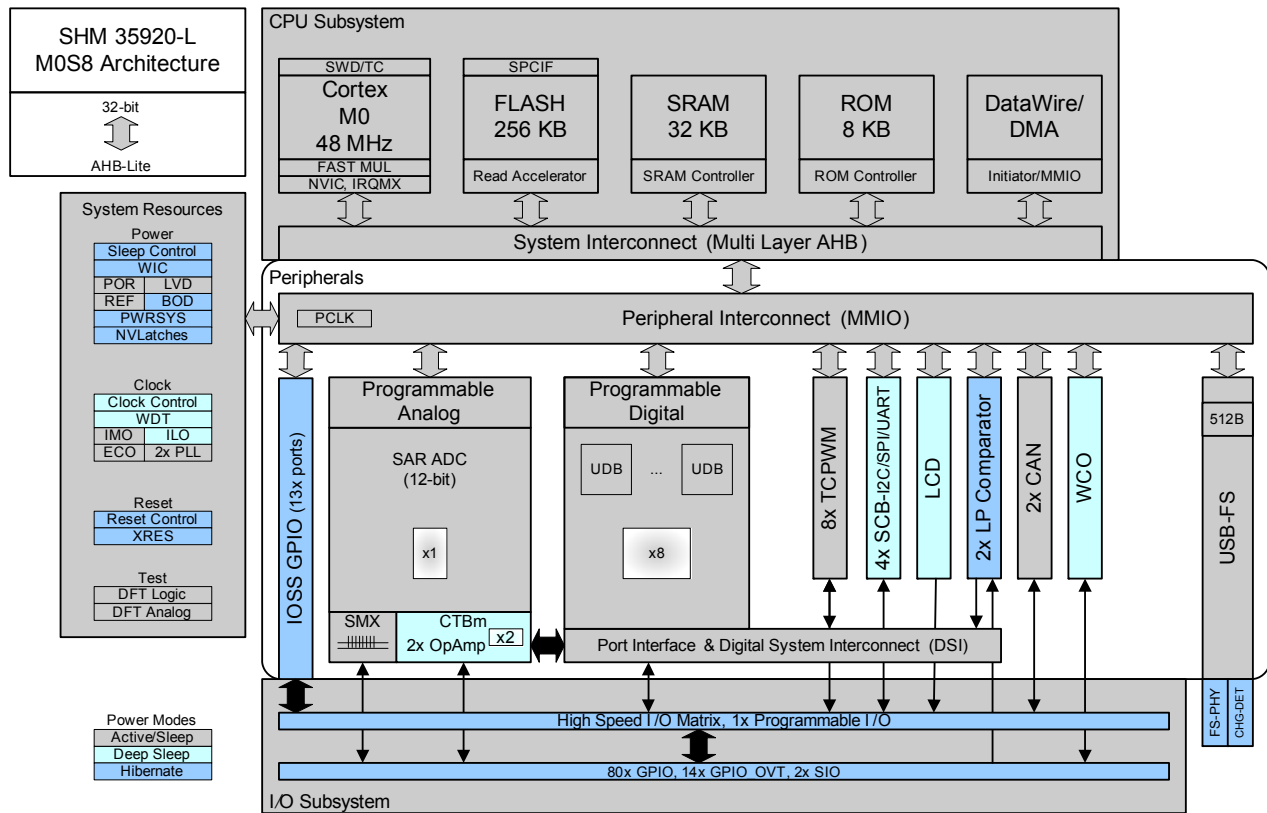 SHM 35920-L
M0S8 Architecture
32-bit
AHB-Lite
CPU Subsystem
SWD/TC
Cortex
M0
48 MHz
FAST MUL
NVIC, IRQMX
SPCIF
FLASH
256 KB
Read Accelerator
SRAM
32 KB
SRAM Controller
ROM
8 KB
ROM Controller
DataWire/
DMA
Initiator/MMIO
System Interconnect (Multi Layer AHB)
System Resources
Power
Sleep Control
WIC
POR LVD
REF BOD
PWRSYS
NVLatches
Clock
Clock Control
WDT
IMO ILO
ECO 2x PLL
Reset
Reset Control
XRES
Test
DFT Logic
DFT Analog
Peripherals
PCLK
Peripheral Interconnect (MMIO)
IOSS GPIO (13x ports)
Programmable
Analog
SAR ADC
(12-bit)
x1
SMX
CTBm
2x OpAmp x2
Programmable
Digital
UDB ... UDB
x8
Port Interface & Digital System Interconnect (DSI)
8x TCPWM
4x SCB-I2C/SPI/UART
LCD
2x LP Comparator
2x CAN
WCO
512B
USB-FS
FS-PHY
CHG-DET
High Speed I/O Matrix, 1x Programmable I/O
80x GPIO, 14x GPIO_OVT, 2x SIO
I/O Subsystem
Power Modes
Active/Sleep
Deep Sleep
Hibernate